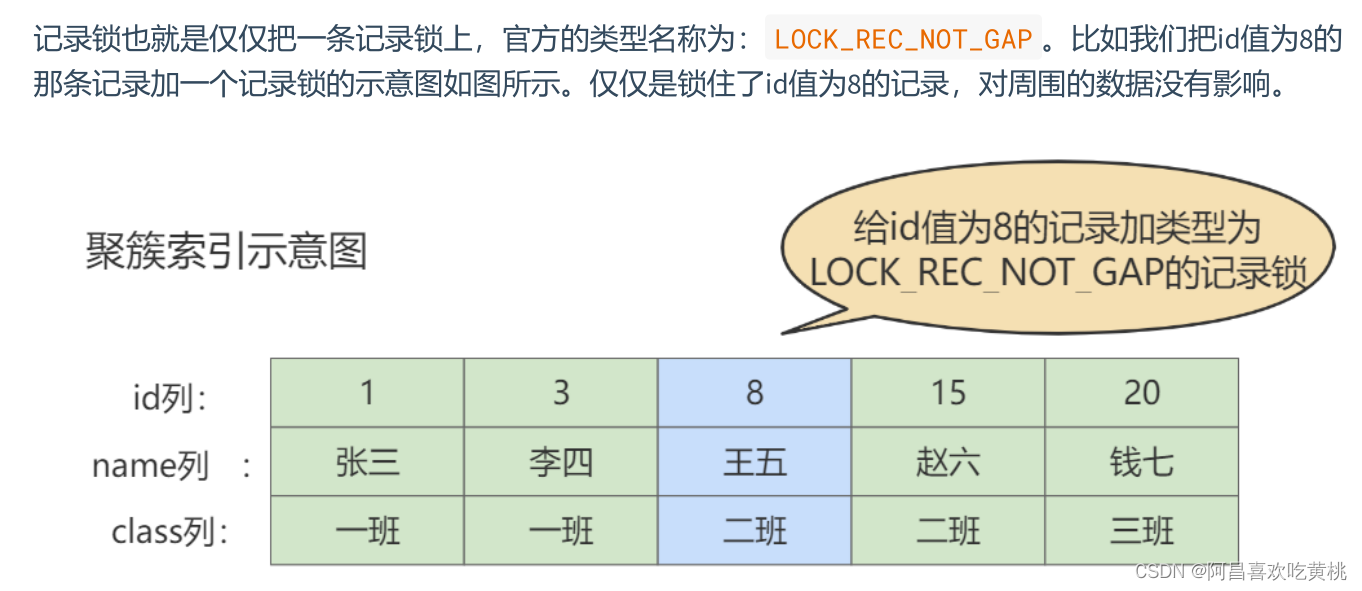 记录锁也就是仅仅把一条记录锁上，官方的类型名称为：LOCK_REC_NOT_GAP。比如我们把id值为8的
那条记录加一个记录锁的示意图如图所示。仅仅是锁住了id值为8的记录，对周围的数据没有影响。
给id值为8的记录加类型为
LOCK_REC_NOT_GAP的记录锁
聚簇索引示意图
id列： 1 3 8 15 20
name列 ： 张三 李四 王五 赵六 钱七
class列： 一班 一班 二班 二班 三班
CSDN @阿昌喜欢吃黄桃